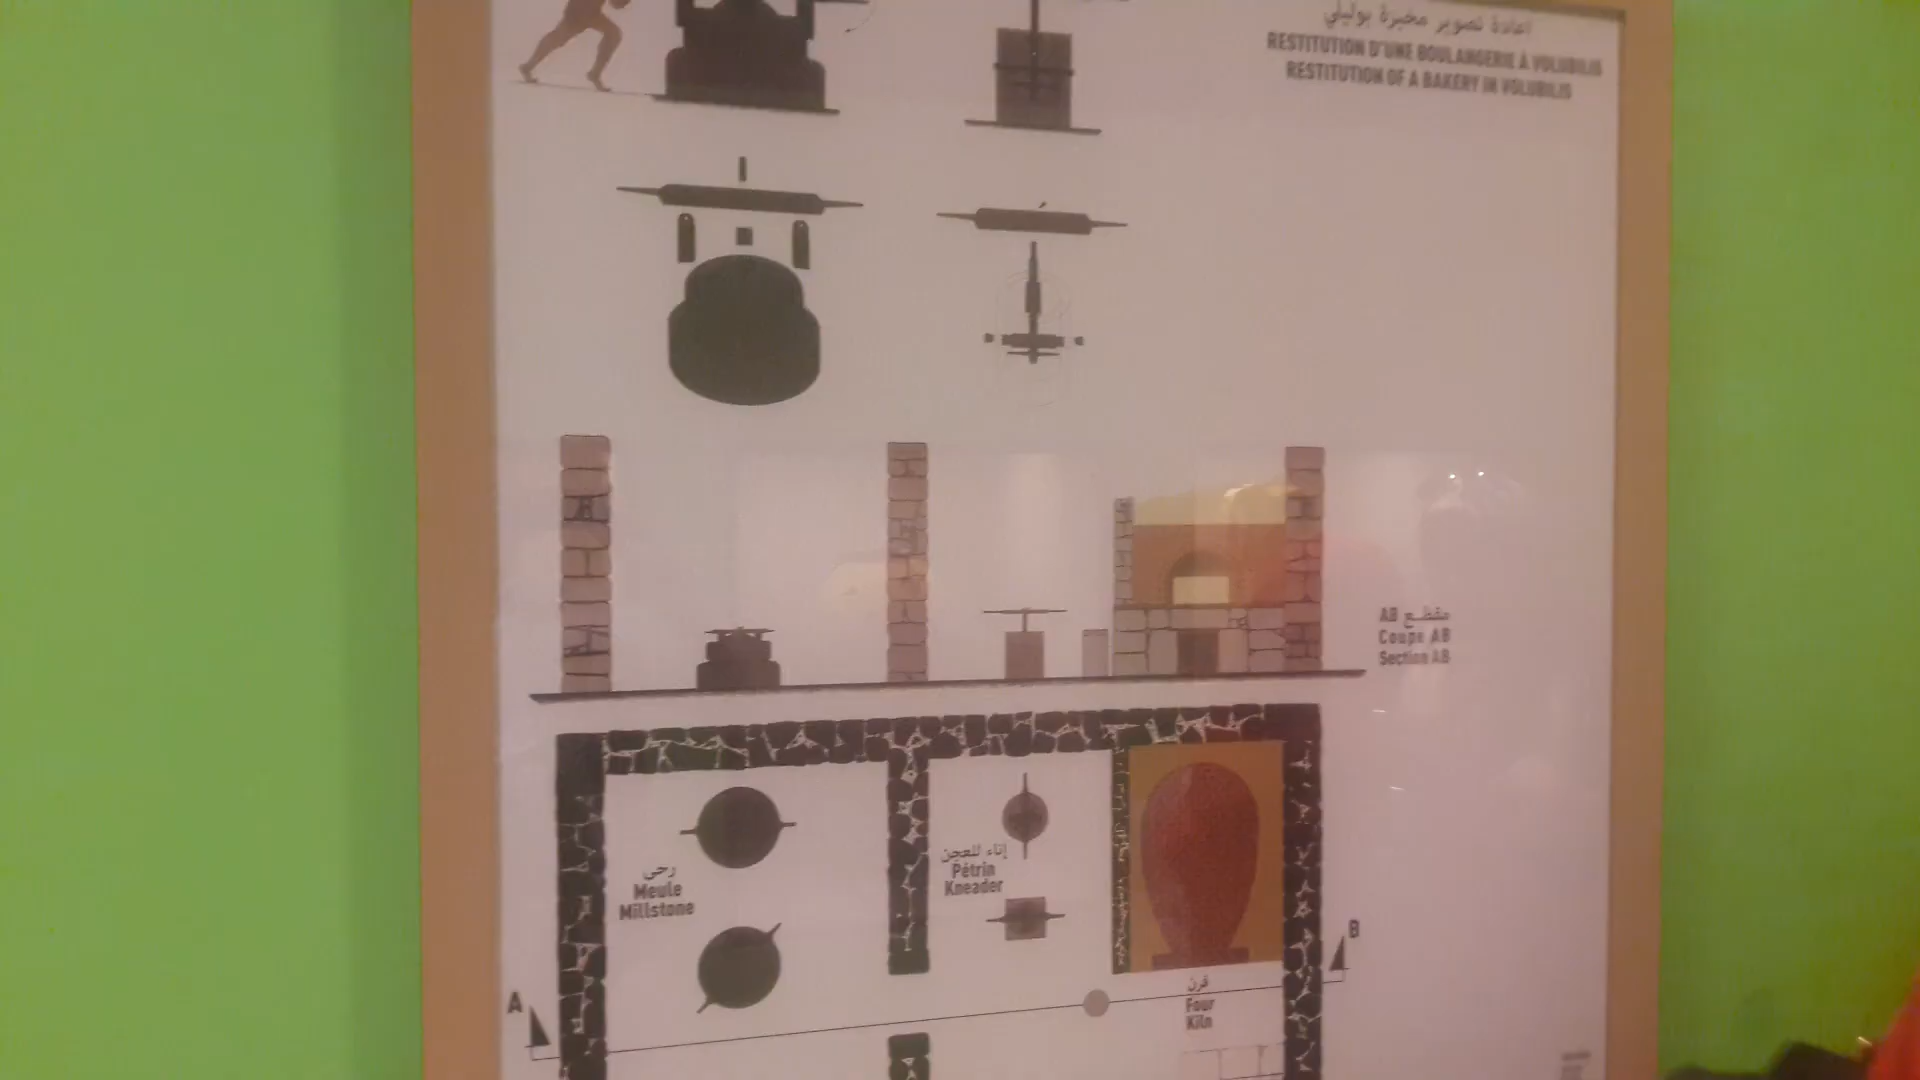 اعادة تصوير مخبزة بوليلي
RESTITUTION D'UNE BOULANGERIE À VOLUBILIS
RESTITUTION OF A BAKERY IN VOLUBILIS
مقطع AB
Coupe AB
Section AB
رحى
Meule
Millstone
إناء للعجن
Pétrin
Kneader
B
A
فرن
Four
Kiln